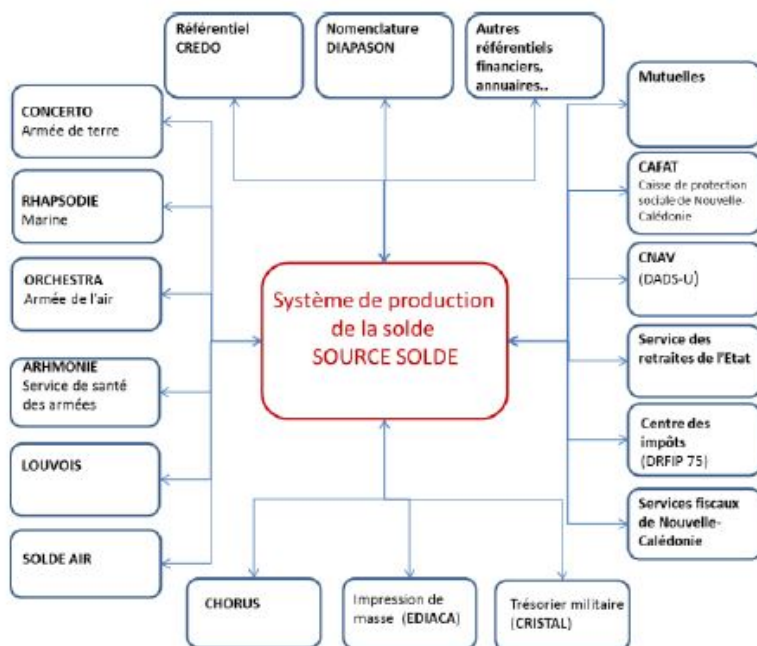 Référentiel
CREDO
Nomenclature
DIAPASON
Autres
référentiels
financiers,
annuaires..
CONCERTO
Armée de terre
RHAPSODIE
Marine
ORCHESTRA
Armée de l'air
ARHMONIE
Service de santé
des armées
LOUVOIS
SOLDE AIR
Système de production
de la solde
SOURCE SOLDE
Mutuelles
CAFAT
Caisse de protection
sociale de Nouvelle-
Calédonie
CNAV
(DADS-U)
Service des
retraites de l'Etat
Centre des
impôts
(DRFIP 75)
Services fiscaux
de Nouvelle-
Calédonie
CHORUS
Impression de
masse (EDIACA)
Trésorier militaire
(CRISTAL)